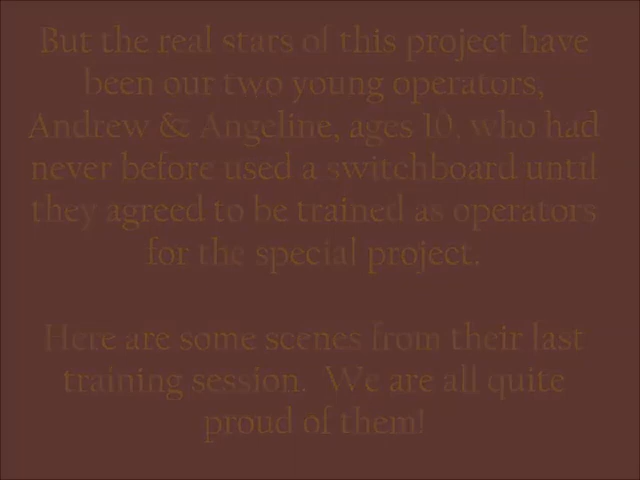 But the real stars of this project have
been our two young operators,
Andrew & Angeline, ages 10, who had
never before used a switchboard until
they agreed to be trained as operators
for the special project.
Here are some scenes from their last
training session. We are all quite
proud of them!